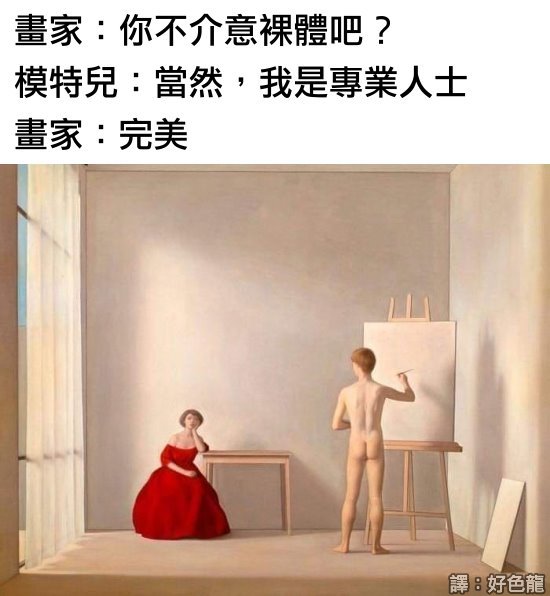 畫家：你不介意裸體吧？
模特兒：當然，我是專業人士
畫家：完美
譯：好色龍